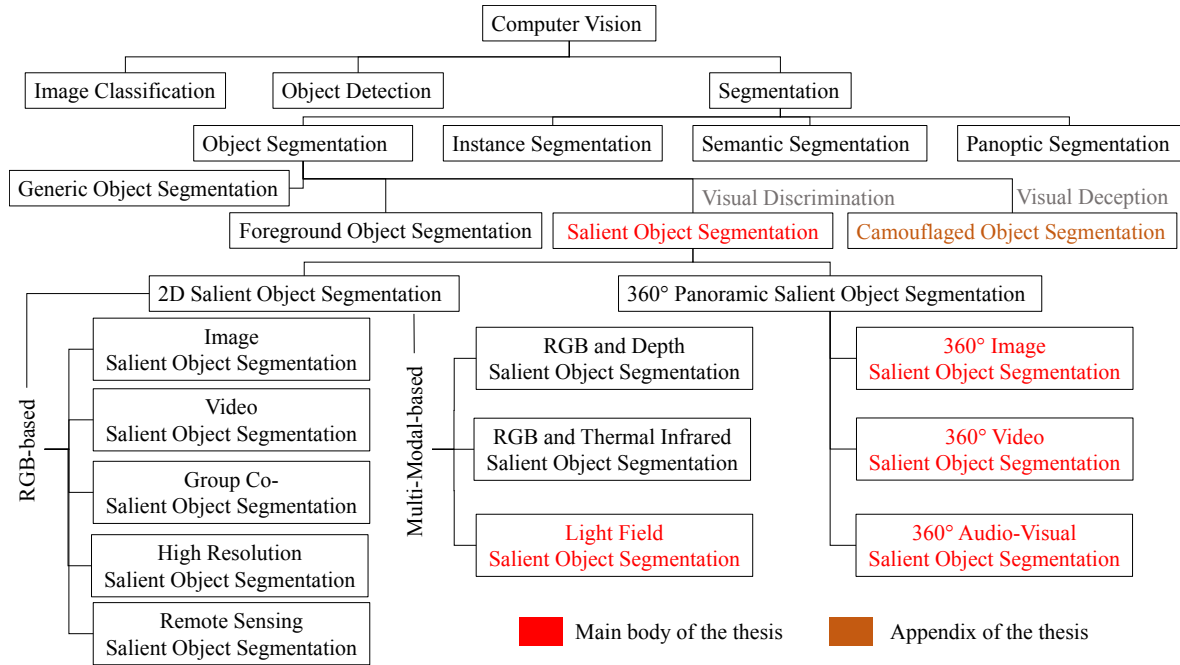 Computer Vision
Image Classification
Object Detection
Segmentation
Object Segmentation
Instance Segmentation
Semantic Segmentation
Panoptic Segmentation
Generic Object Segmentation
Visual Discrimination
Visual Deception
Foreground Object Segmentation
Salient Object Segmentation
Camouflaged Object Segmentation
2D Salient Object Segmentation
360° Panoramic Salient Object Segmentation
RGB-based
Image
Salient Object Segmentation
Video
Salient Object Segmentation
Group Co-
Salient Object Segmentation
High Resolution
Salient Object Segmentation
Remote Sensing
Salient Object Segmentation
Multi-Modal-based
RGB and Depth
Salient Object Segmentation
RGB and Thermal Infrared
Salient Object Segmentation
Light Field
Salient Object Segmentation
360° Image
Salient Object Segmentation
360° Video
Salient Object Segmentation
360° Audio-Visual
Salient Object Segmentation
Main body of the thesis
Appendix of the thesis